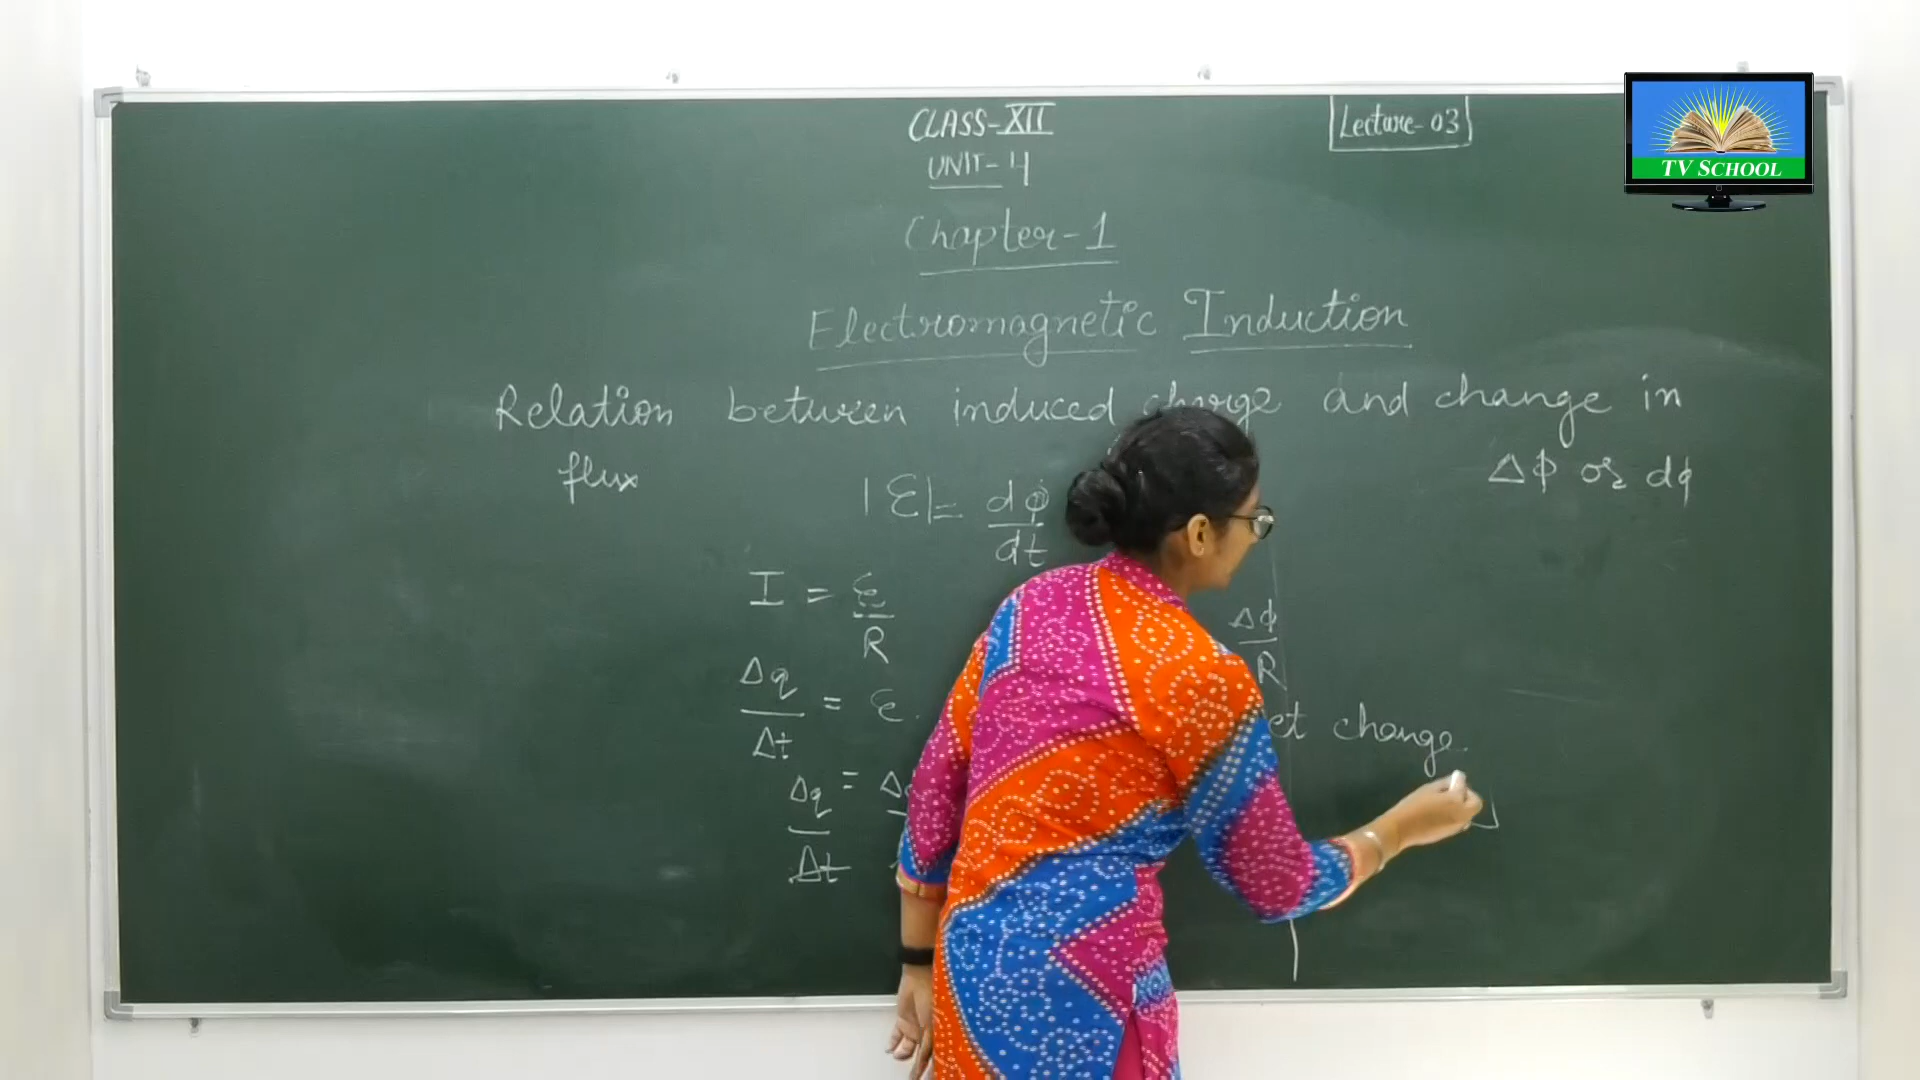 CLASS-XII
Lecture-03
TV SCHOOL
UNIT-4
Chapter-1
Electromagnetic Induction
Relation between induced charge and change in
flux
Δϕ or dϕ
|ε| = dϕ
dt
I = ε
R
Δϕ
R
Δq = ε.
Δt
change
Δq =
Δt